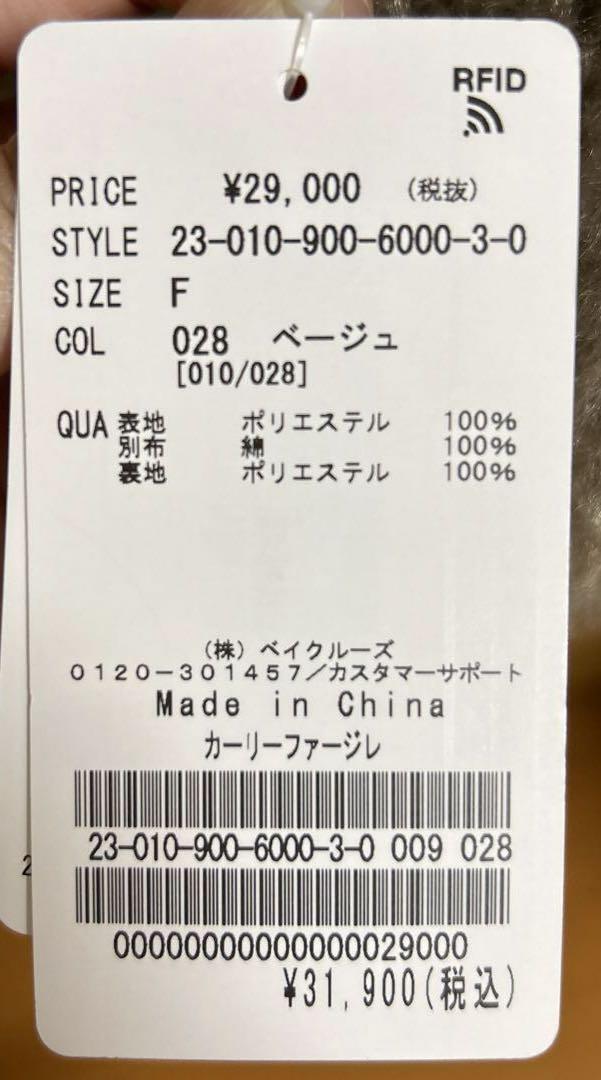 RFID
PRICE ¥29,000 (税抜)
STYLE 23-010-900-6000-3-0
SIZE F
COL 028 ベージュ
[010/028]
QUA 表地 ポリエステル 100%
別布 綿 100%
裏地 ポリエステル 100%
(株) ベイクルーズ
0120-301457/カスタマーサポート
Made in China
カーリーファージレ
23-010-900-6000-3-0 009 028
00000000000000029000
¥31,900(税込)
2